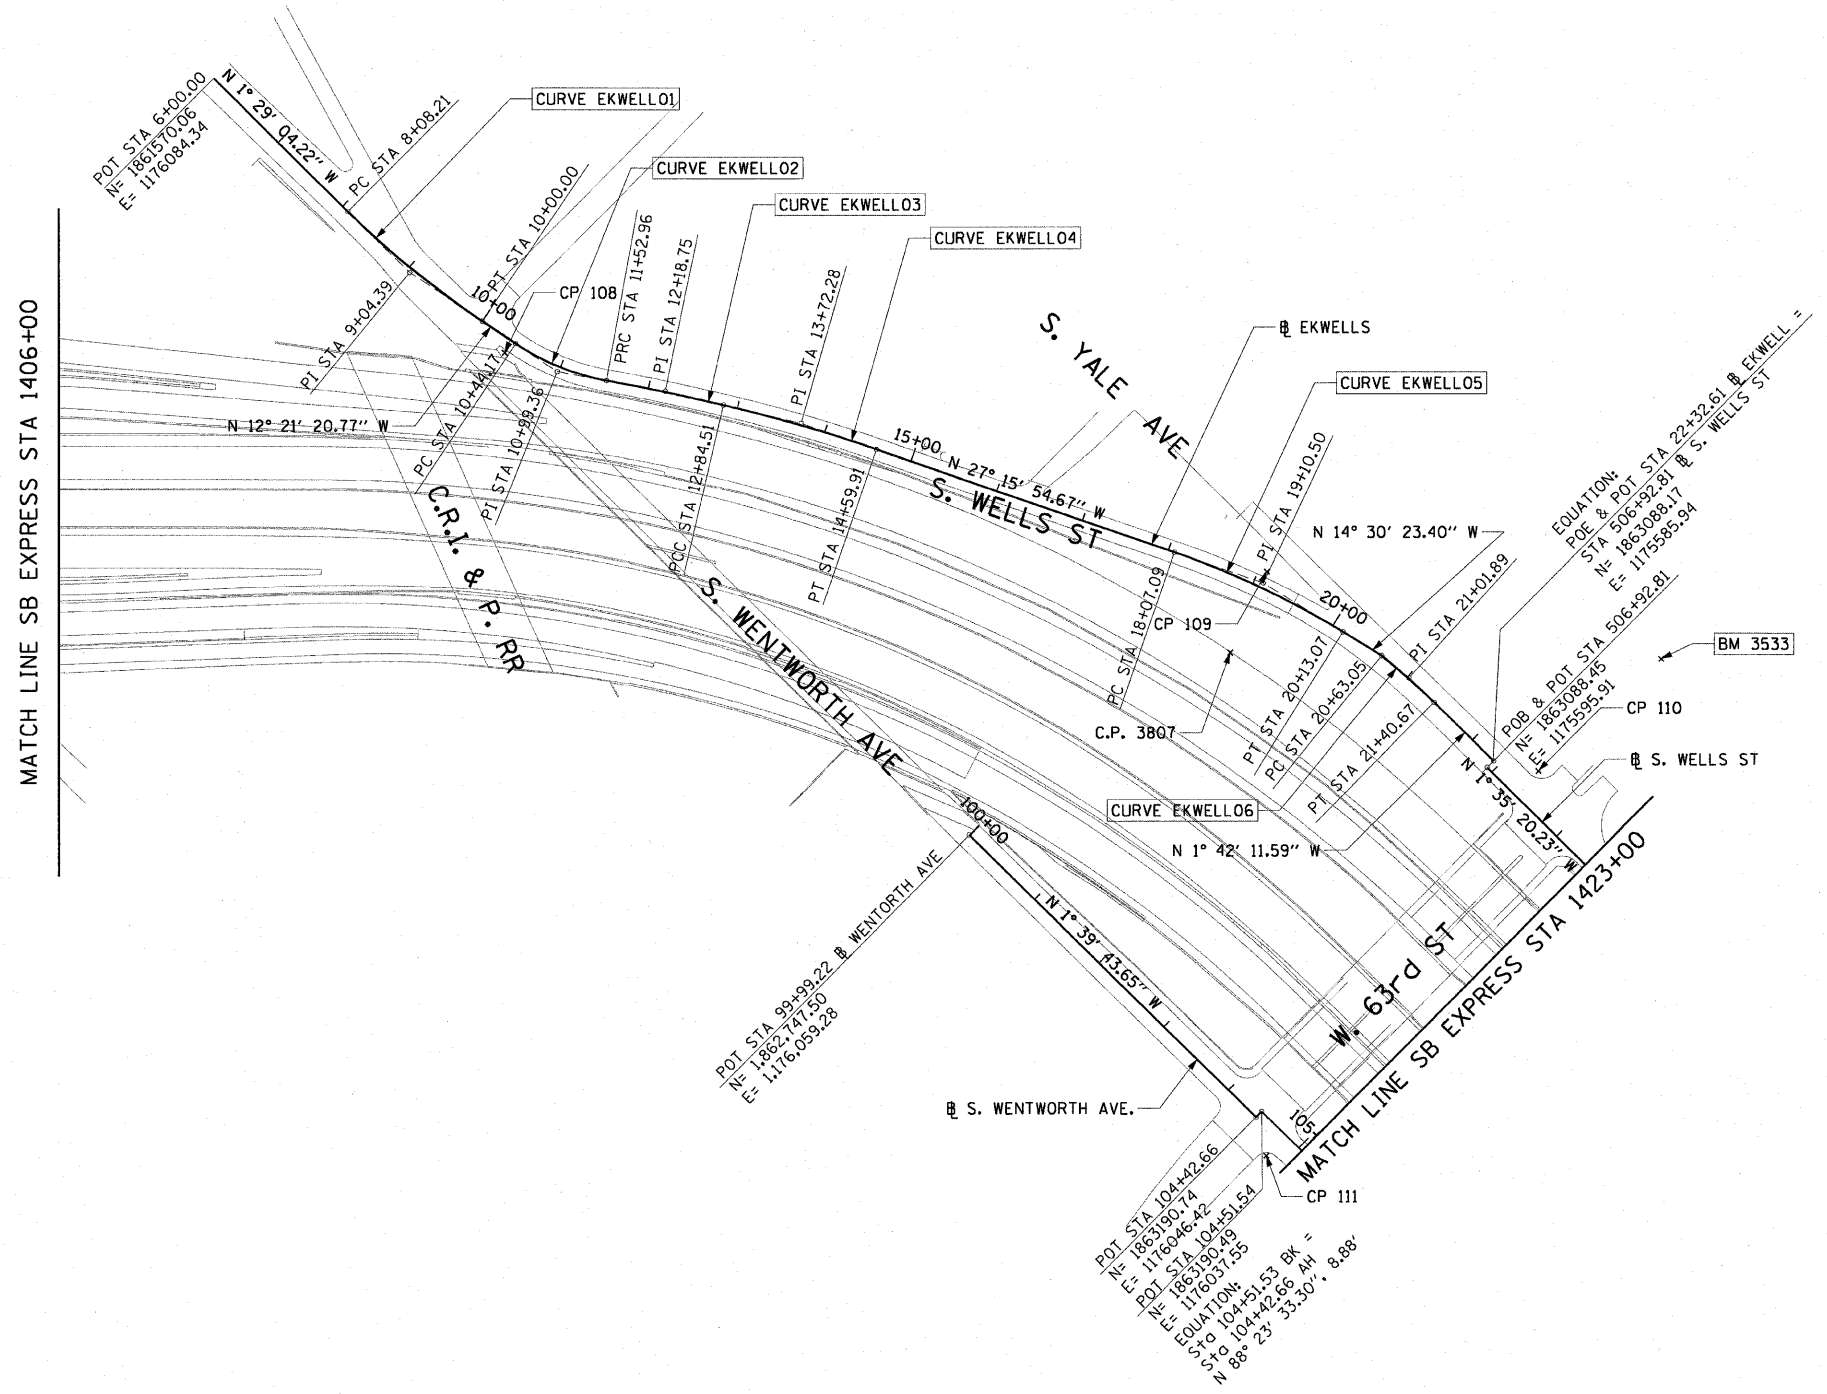 MATCH LINE SB EXPRESS STA 1406+00
POT STA 6+00.00
N= 1861570.06
E= 1176084.34
N 1° 29' 04.22" W
PC STA 8+08.21
CURVE EKWELL01
CURVE EKWELL02
CURVE EKWELL03
CURVE EKWELL04
PI STA 9+04.39
10+00
PT STA 10+00.00
CP 108
PRC STA 11+52.96
PI STA 12+18.75
PI STA 13+72.28
N 12° 21' 20.77" W
PC STA 10+44.17
PI STA 10+99.36
PCC STA 12+84.51
PT STA 14+59.91
C.R.I. & P. RR
15+00
N 27° 15' 54.67" W
S. WELLS ST
S. YALE AVE
℄ EKWELLS
CURVE EKWELL05
PI STA 19+10.50
N 14° 30' 23.40" W
EQUATION:
POE & POT STA 22+32.61 ℄ EKWELL =
STA 506+92.81 ℄ S. WELLS ST
N= 1863088.17
E= 1175585.94
20+00
PI STA 21+01.89
POB & POT STA 506+92.81
N= 1863088.45
E= 1175595.91
BM 3533
CP 110
CP 109
PC STA 18+07.09
C.P. 3807
PT STA 20+13.07
PC STA 20+63.05
PT STA 21+40.67
CURVE EKWELL06
N 1° 42' 11.59" W
℄ S. WELLS ST
N 1° 35' 20.23" W
S. WENTWORTH AVE
100+00
POT STA 99+99.22 ℄ WENTORTH AVE
N= 1,862,747.50
E= 1,176,059.28
N 1° 39' 43.65" W
W. 63rd ST
MATCH LINE SB EXPRESS STA 1423+00
℄ S. WENTWORTH AVE.
105
CP 111
POT STA 104+42.66
N= 1863190.74
E= 1176046.42
POT STA 104+51.54
N= 1863190.49
E= 1176037.55
EQUATION:
Sta 104+51.53 BK =
Sta 104+42.66 AH
N 88° 23' 33.30", 8.88'